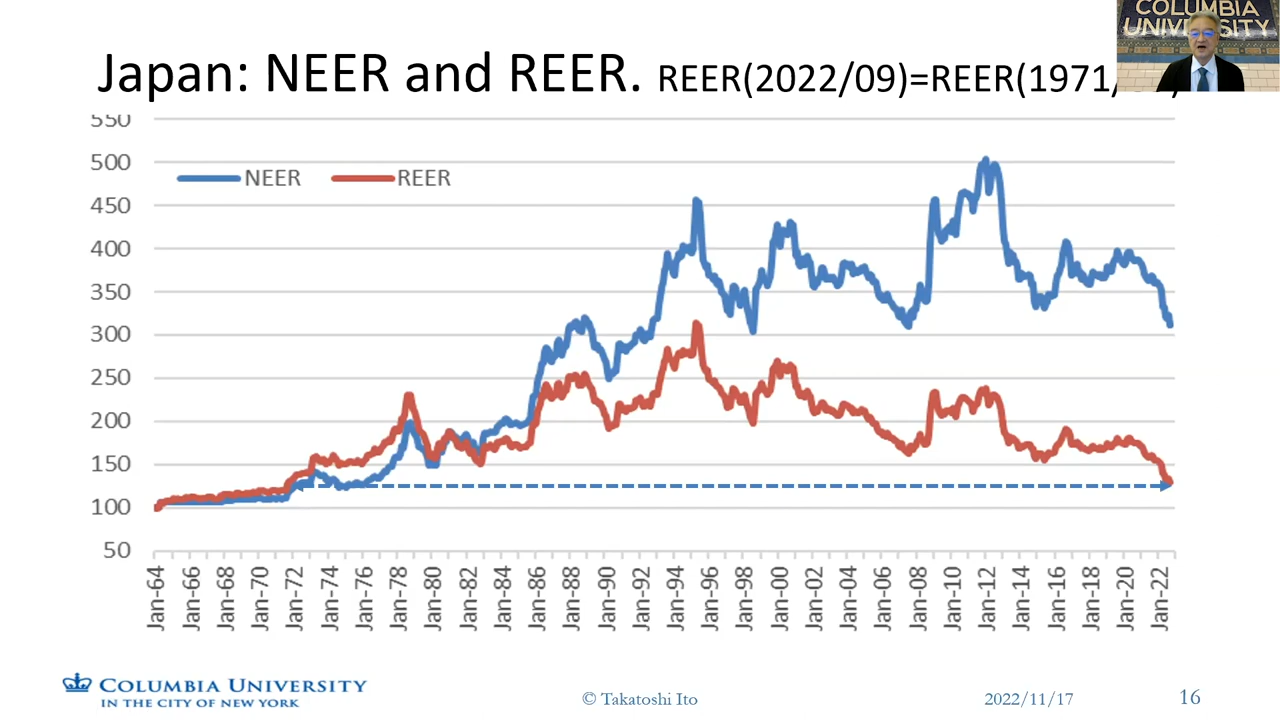 COLUMBIA
UNIVERSITY
Japan: NEER and REER. REER(2022/09)=REER(1971/
550
500
450
400
350
300
250
200
150
100
50
NEER
REER
Jan-64
Jan-66
Jan-68
Jan-70
Jan-72
Jan-74
Jan-76
Jan-78
Jan-80
Jan-82
Jan-84
Jan-86
Jan-88
Jan-90
Jan-92
Jan-94
Jan-96
Jan-98
Jan-00
Jan-02
Jan-04
Jan-06
Jan-08
Jan-10
Jan-12
Jan-14
Jan-16
Jan-18
Jan-20
Jan-22
COLUMBIA UNIVERSITY
IN THE CITY OF NEW YORK
© Takatoshi Ito
2022/11/17
16